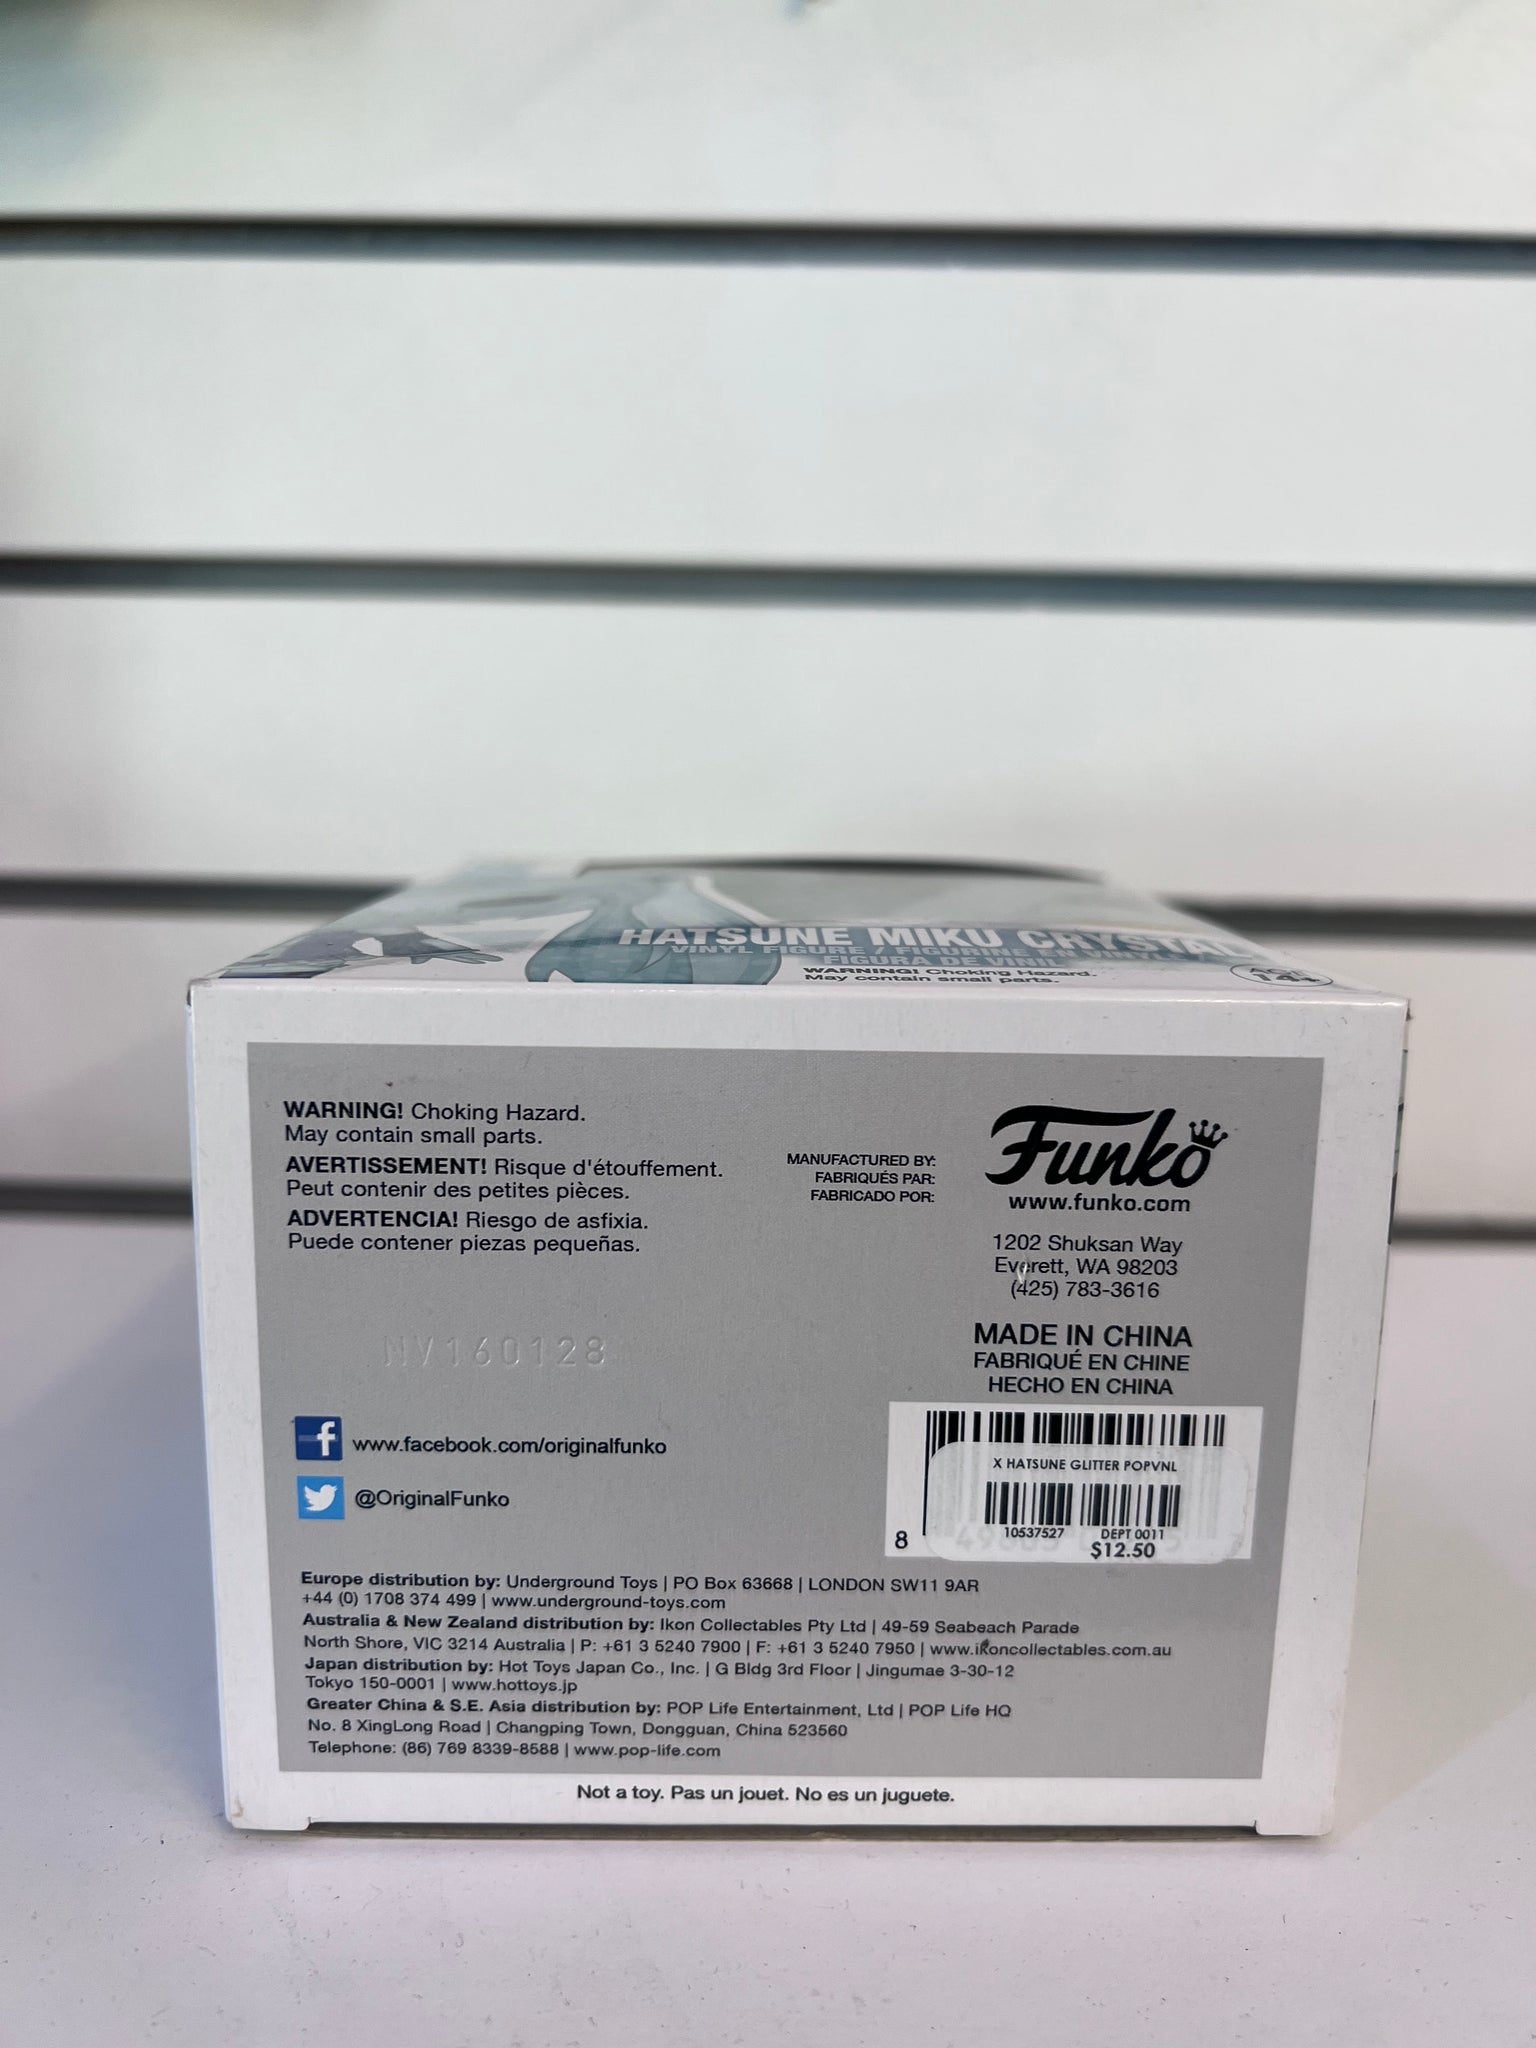 HATSUNE MIKU CRYSTAL
VINYL FIGURE / FIGURINE EN VINYLE /
FIGURA DE VINIL
WARNING! Choking Hazard.
May contain small parts.
AGE
14+
WARNING! Choking Hazard.
May contain small parts.
AVERTISSEMENT! Risque d'étouffement.
Peut contenir des petites pièces.
ADVERTENCIA! Riesgo de asfixia.
Puede contener piezas pequeñas.
MANUFACTURED BY:
FABRIQUÉS PAR:
FABRICADO POR:
Funko
www.funko.com
1202 Shuksan Way
Everett, WA 98203
(425) 783-3616
MADE IN CHINA
FABRIQUÉ EN CHINE
HECHO EN CHINA
NV160128
www.facebook.com/originalfunko
@OriginalFunko
X HATSUNE GLITTER POPVNL
10537527 DEPT 0011
$12.50
8
Europe distribution by: Underground Toys | PO Box 63668 | LONDON SW11 9AR
+44 (0) 1708 374 499 | www.underground-toys.com
Australia & New Zealand distribution by: Ikon Collectables Pty Ltd | 49-59 Seabeach Parade
North Shore, VIC 3214 Australia | P: +61 3 5240 7900 | F: +61 3 5240 7950 | www.ikoncollectables.com.au
Japan distribution by: Hot Toys Japan Co., Inc. | G Bldg 3rd Floor | Jingumae 3-30-12
Tokyo 150-0001 | www.hottoys.jp
Greater China & S.E. Asia distribution by: POP Life Entertainment, Ltd | POP Life HQ
No. 8 XingLong Road | Changping Town, Dongguan, China 523560
Telephone: (86) 769 8339-8588 | www.pop-life.com
Not a toy. Pas un jouet. No es un juguete.